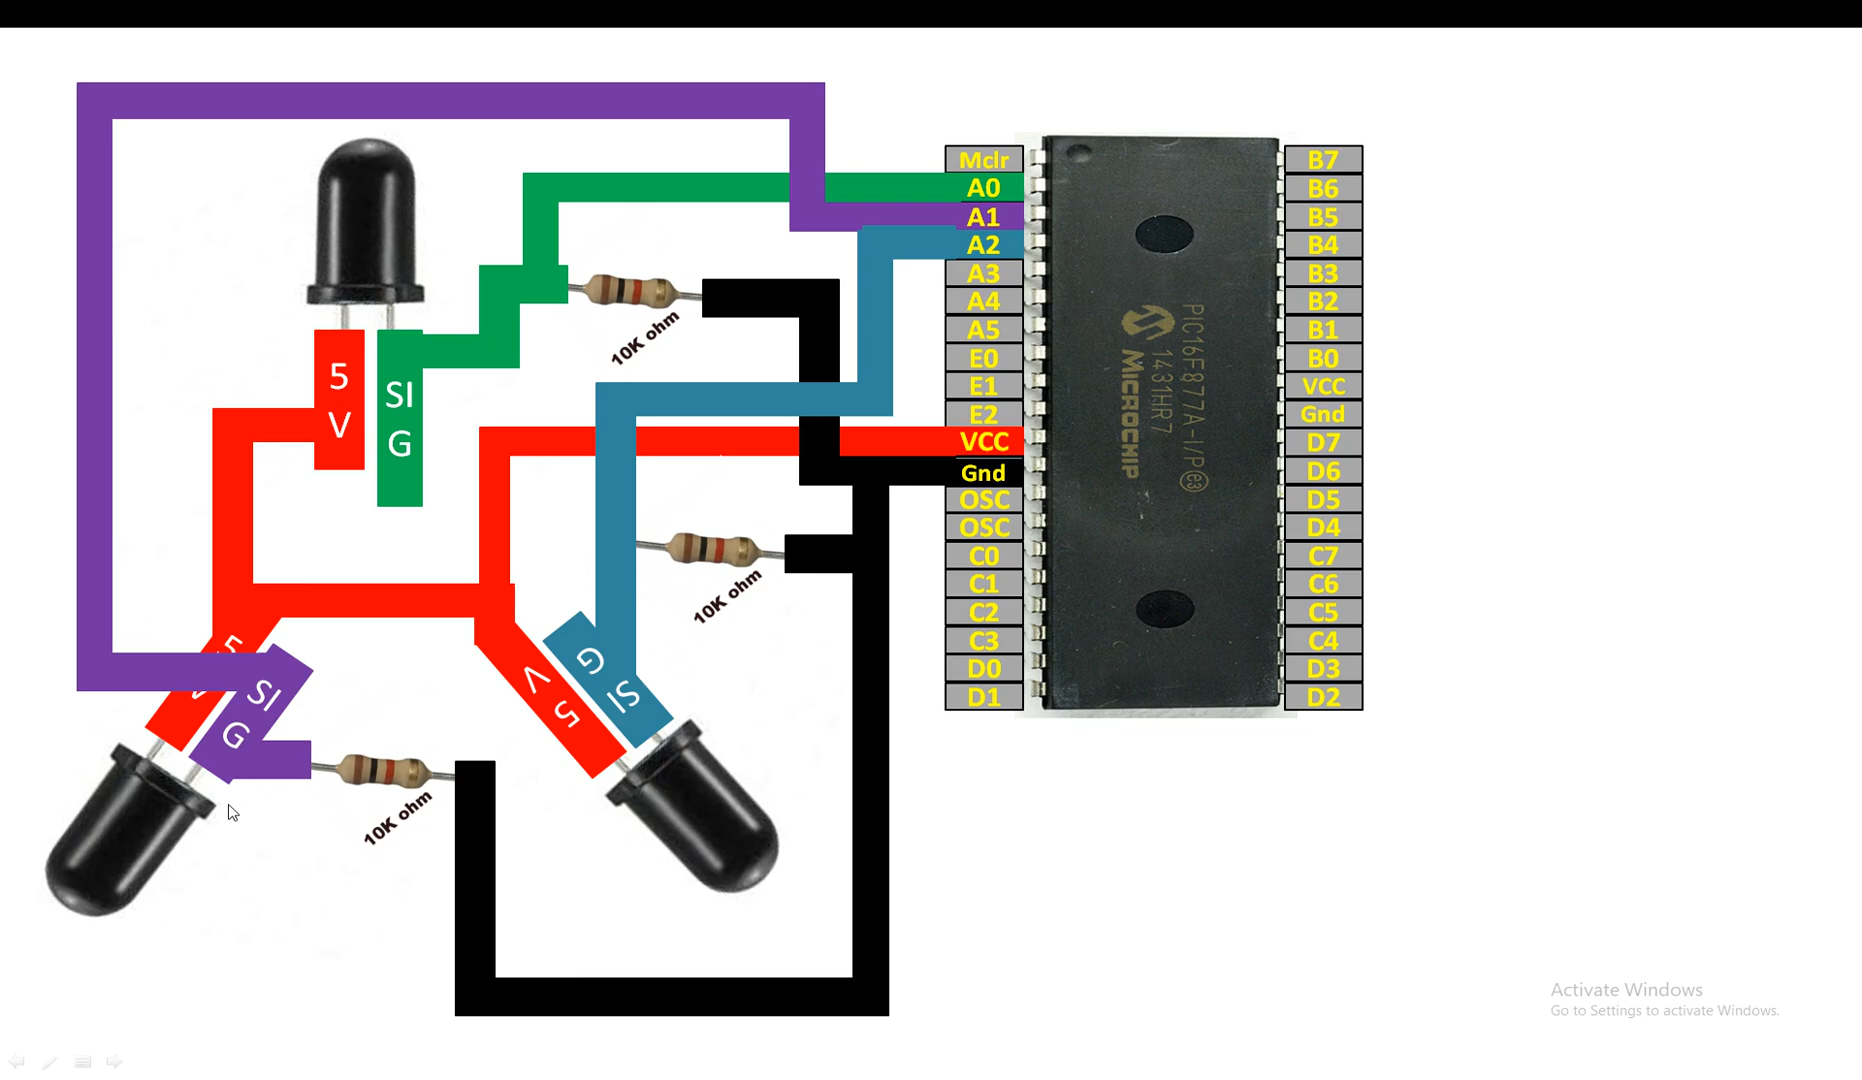 Mclr
A0
A1
A2
A3
A4
A5
E0
E1
E2
VCC
Gnd
OSC
OSC
C0
C1
C2
C3
D0
D1
B7
B6
B5
B4
B3
B2
B1
B0
VCC
Gnd
D7
D6
D5
D4
C7
C6
C5
C4
D3
D2
PIC16F877A-I/P e3
1431HR7
MICROCHIP
5
V
SI
G
10K ohm
10K ohm
5
V
SI
G
5
V
SI
G
10K ohm
Activate Windows
Go to Settings to activate Windows.